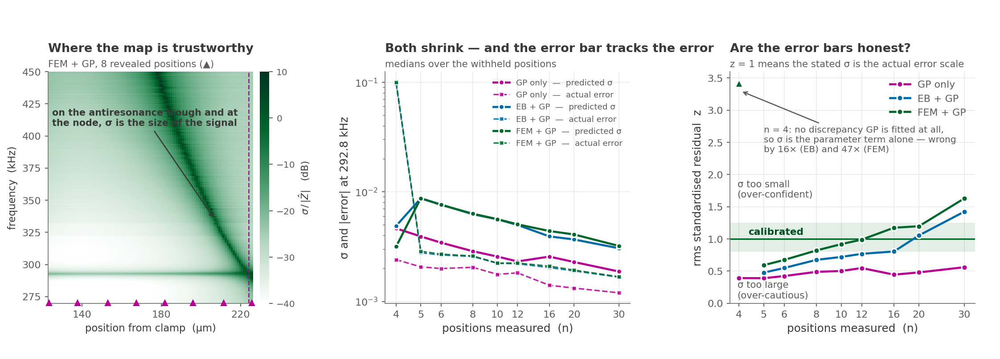 Where the map is trustworthy
FEM + GP, 8 revealed positions (▲)
450
425
400
375
350
325
300
275
frequency (kHz)
on the antiresonance trough and at
the node, σ is the size of the signal
140
180
220
position from clamp (μm)
10
0
−10
−20
−30
−40
σ / |Ẑ| (dB)
Both shrink — and the error bar tracks the error
medians over the withheld positions
10⁻¹
10⁻²
10⁻³
σ and |error| at 292.8 kHz
GP only — predicted σ
GP only — actual error
EB + GP — predicted σ
EB + GP — actual error
FEM + GP — predicted σ
FEM + GP — actual error
4
5
6
8
10
12
16
20
30
positions measured (n)
Are the error bars honest?
z = 1 means the stated σ is the actual error scale
3.5
3.0
2.5
2.0
1.5
1.0
0.5
0.0
rms standardised residual z
GP only
EB + GP
FEM + GP
n = 4: no discrepancy GP is fitted at all,
so σ is the parameter term alone — wrong
by 16× (EB) and 47× (FEM)
σ too small
(over-confident)
calibrated
σ too large
(over-cautious)
4
5
6
8
10
12
16
20
30
positions measured (n)